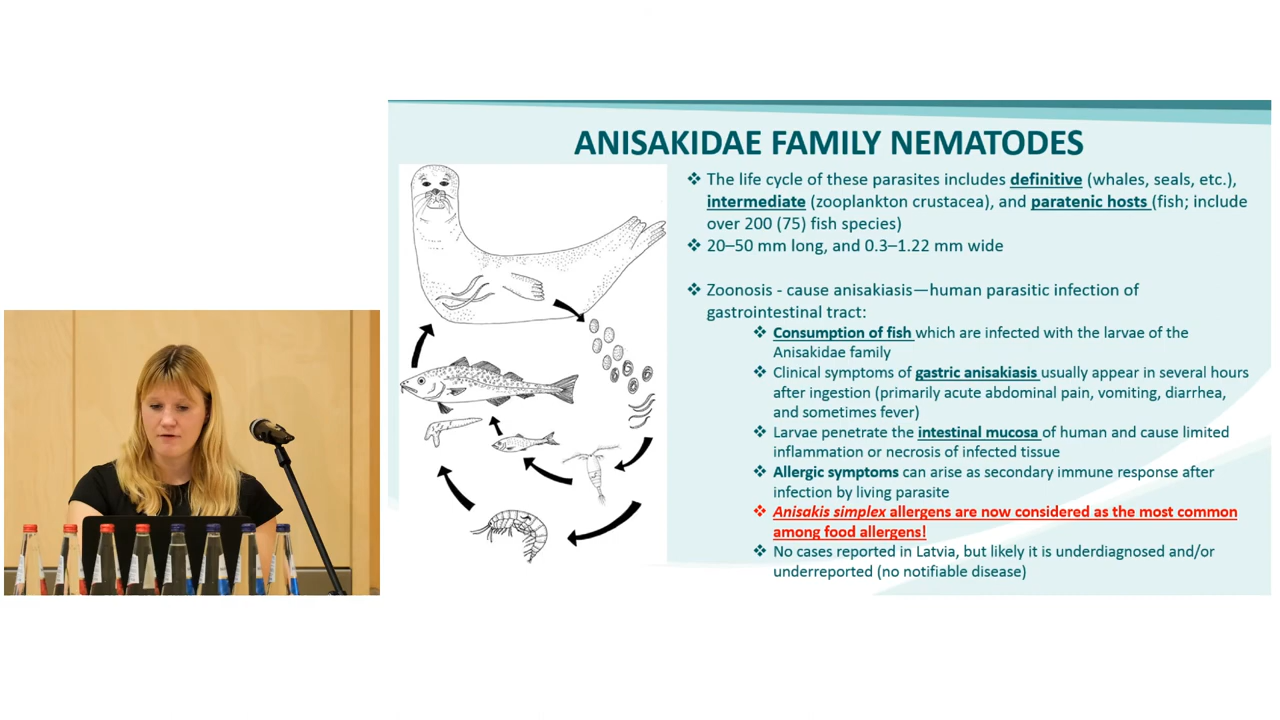 ANISAKIDAE FAMILY NEMATODES
❖ The life cycle of these parasites includes definitive (whales, seals, etc.),
intermediate (zooplankton crustacea), and paratenic hosts (fish; include
over 200 (75) fish species)
❖ 20–50 mm long, and 0.3–1.22 mm wide
❖ Zoonosis - cause anisakiasis—human parasitic infection of
gastrointestinal tract:
❖ Consumption of fish which are infected with the larvae of the
Anisakidae family
❖ Clinical symptoms of gastric anisakiasis usually appear in several hours
after ingestion (primarily acute abdominal pain, vomiting, diarrhea,
and sometimes fever)
❖ Larvae penetrate the intestinal mucosa of human and cause limited
inflammation or necrosis of infected tissue
❖ Allergic symptoms can arise as secondary immune response after
infection by living parasite
❖ Anisakis simplex allergens are now considered as the most common
among food allergens!
❖ No cases reported in Latvia, but likely it is underdiagnosed and/or
underreported (no notifiable disease)